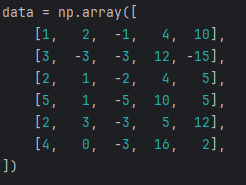 data = np.array([
    [1,   2,  -1,   4,  10],
    [3,  -3,  -3,  12, -15],
    [2,   1,  -2,   4,   5],
    [5,   1,  -5,  10,   5],
    [2,   3,  -3,   5,  12],
    [4,   0,  -3,  16,   2],
])